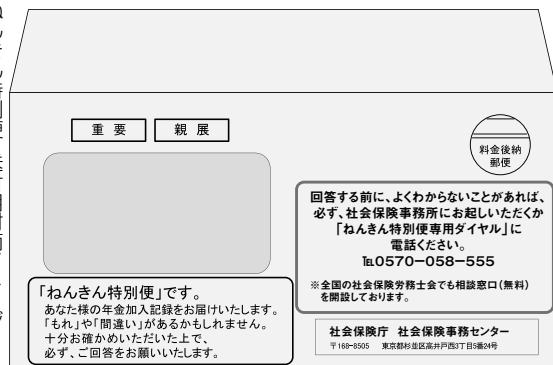 重 要
親 展
料金後納
郵便
回答する前に、よくわからないことがあれば、
必ず、社会保険事務所にお起しいただくか
「ねんきん特別便専用ダイヤル」に
電話ください。
℡0570−058−555
※全国の社会保険労務士会でも相談窓口(無料)
を開設しております。
「ねんきん特別便」です。
あなたの年金加入記録をお届けいたします。
「もれ」や「間違い」があるかもしれません。
十分お確かめいただいた上で、
必ず、ご回答をお願いいたします。
社会保険庁 社会保険事務センター
〒168-8505 東京都杉並区高井戸西3丁目5番24号